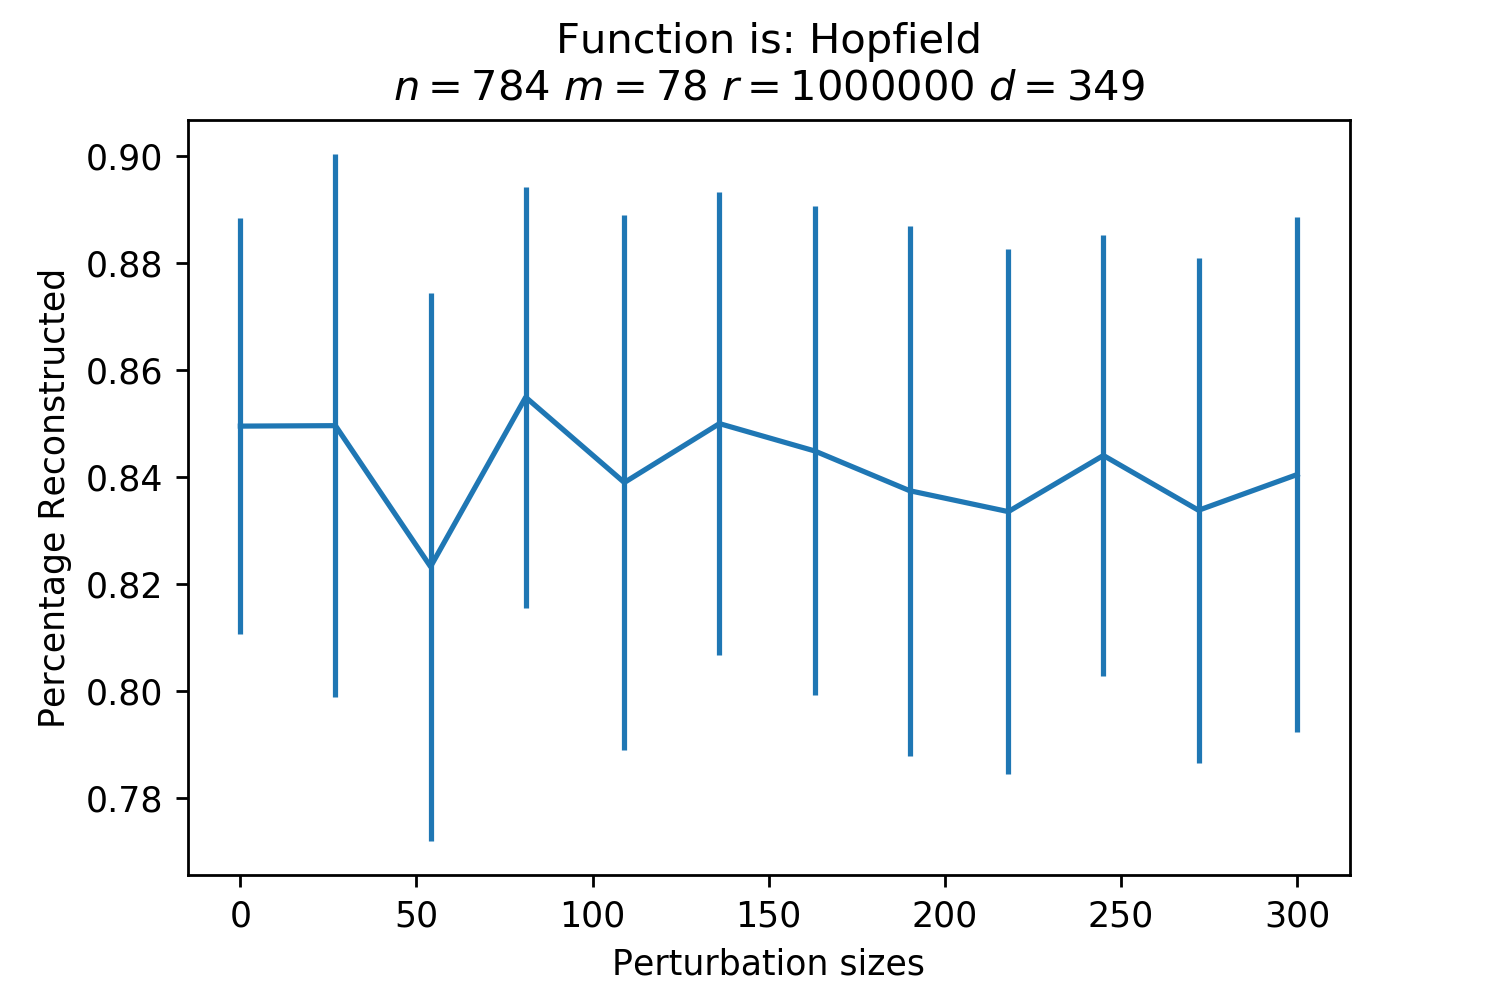 Function is: Hopfield
n = 784 m = 78 r = 1000000 d = 349
Percentage Reconstructed
0.90
0.88
0.86
0.84
0.82
0.80
0.78
0 50 100 150 200 250 300
Perturbation sizes